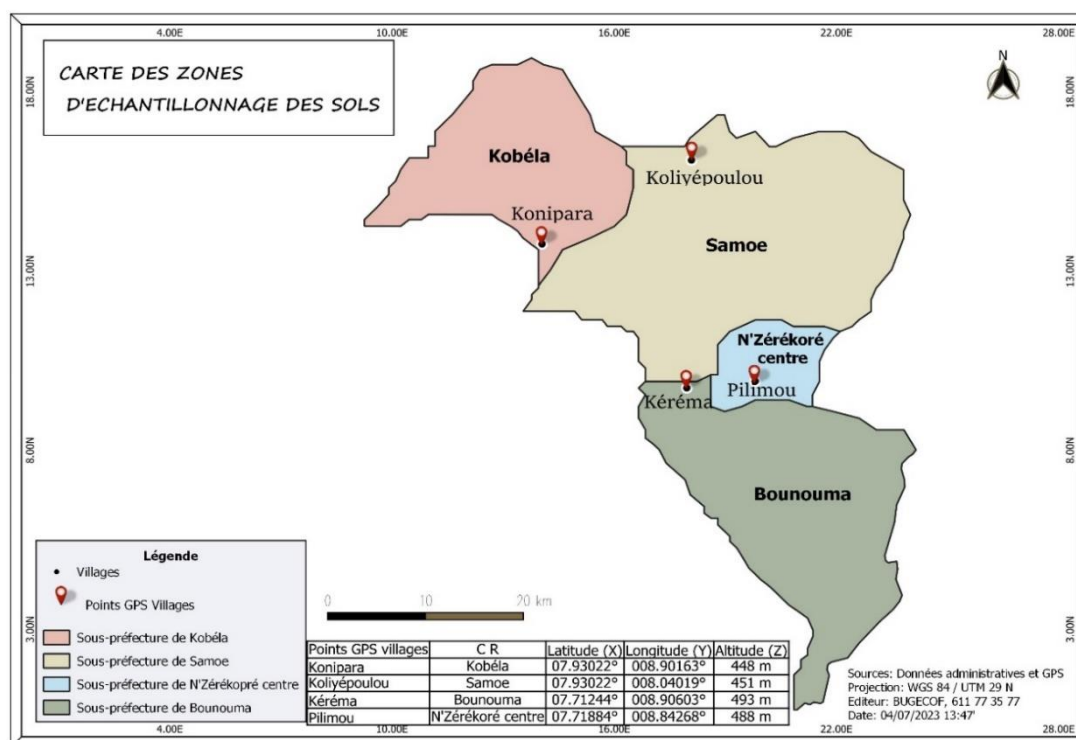 4.00E 10.00E 16.00E 22.00E 28.00E
CARTE DES ZONES
D'ECHANTILLONNAGE DES SOLS
N
18.00N 18.00N
Kobéla
Koliyépoulou
Konipara
Samoe
13.00N 13.00N
N'Zérékoré
centre
Kéréma
Pilimou
8.00N 8.00N
Bounouma
Légende
Villages
Points GPS Villages
Sous-préfecture de Kobéla
Sous-préfecture de Samoe
Sous-préfecture de N'Zérékopré centre
Sous-préfecture de Bounouma
0 10 20 km
3.00N 3.00N
Points GPS villages C R Latitude (X) Longitude (Y) Altitude (Z)
Konipara Kobéla 07.93022° 008.90163° 448 m
Koliyépoulou Samoe 07.93022° 008.04019° 451 m
Kéréma Bounouma 07.71244° 008.90603° 493 m
Pilimou N'Zérékoré centre 07.71884° 008.84268° 488 m
Sources: Données administratives et GPS
Projection: WGS 84 / UTM 29 N
Editeur: BUGECOF, 611 77 35 77
Date: 04/07/2023 13:47'
4.00E 10.00E 16.00E 22.00E 28.00E